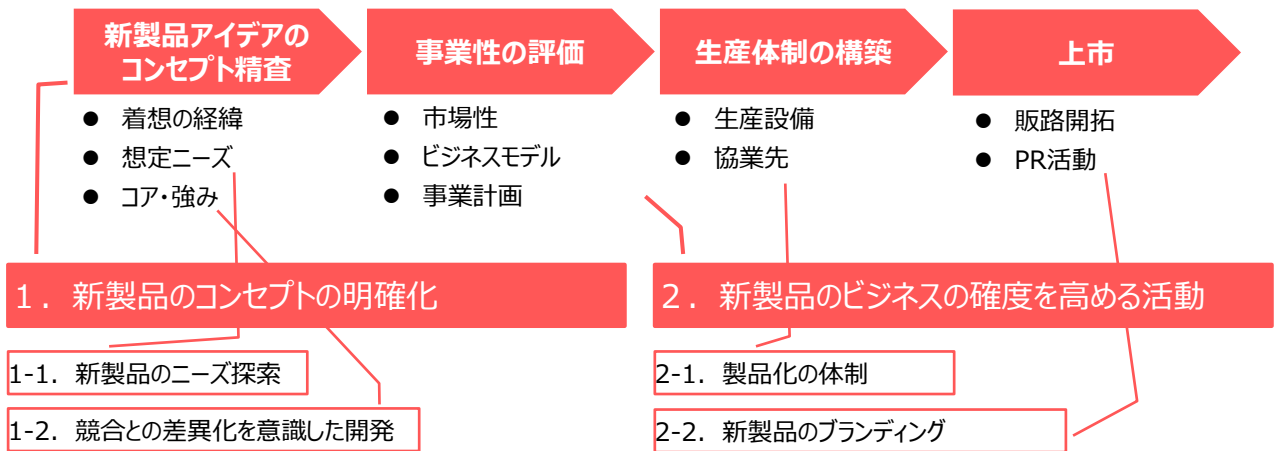 新製品アイデアの
コンセプト精査
事業性の評価
生産体制の構築
上市
● 着想の経緯
● 想定ニーズ
● コア・強み
● 市場性
● ビジネスモデル
● 事業計画
● 生産設備
● 協業先
● 販路開拓
● PR活動
１．新製品のコンセプトの明確化
２．新製品のビジネスの確度を高める活動
1-1．新製品のニーズ探索
1-2．競合との差異化を意識した開発
2-1．製品化の体制
2-2．新製品のブランディング